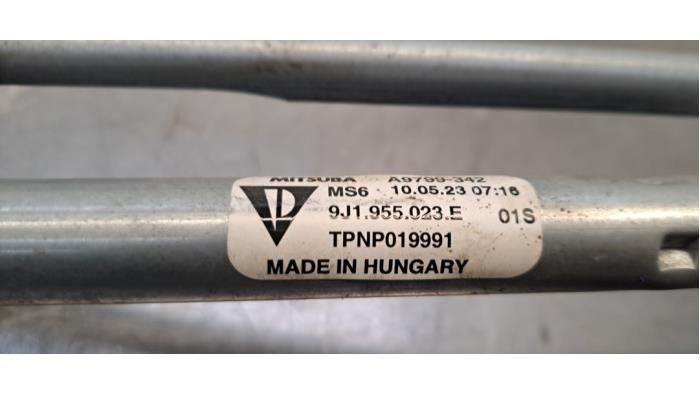 MITSUBA A9799-342
MS6 10.05.23 07:16
9J1.955.023.E 01S
TPNP019991
MADE IN HUNGARY